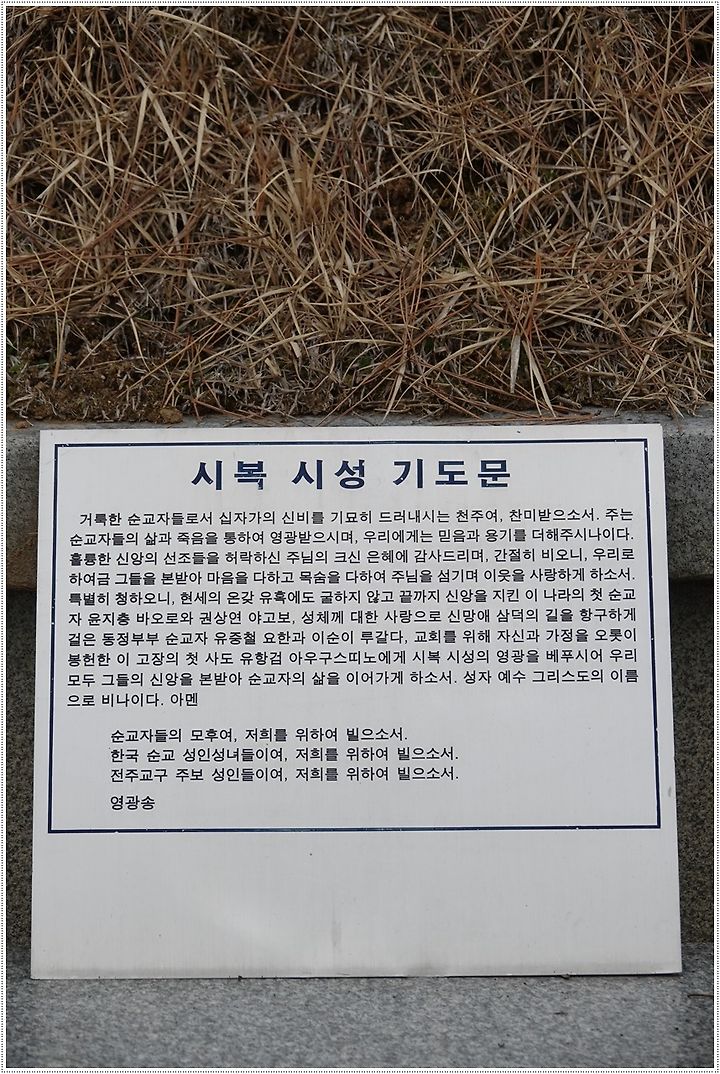 시복 시성 기도문
거룩한 순교자들로서 십자가의 신비를 기묘히 드러내시는 천주여, 찬미받으소서. 주는
순교자들의 삶과 죽음을 통하여 영광받으시며, 우리에게는 믿음과 용기를 더해주시나이다.
훌륭한 신앙의 선조들을 허락하신 주님의 크신 은혜에 감사드리며, 간절히 비오니, 우리로
하여금 그들을 본받아 마음을 다하고 목숨을 다하여 주님을 섬기며 이웃을 사랑하게 하소서.
특별히 청하오니, 현세의 온갖 유혹에도 굴하지 않고 끝까지 신앙을 지킨 이 나라의 첫 순교
자 윤지층 바오로와 권상연 야고보, 성체께 대한 사랑으로 신망애 삼덕의 길을 항구하게
걸은 동정부부 순교자 유중철 요한과 이순이 루갈다, 교회를 위해 자신과 가정을 오롯이
봉헌한 이 고장의 첫 사도 유항검 아우구스띠노에게 시복 시성의 영광을 베푸시어 우리
모두 그들의 신앙을 본받아 순교자의 삶을 이어가게 하소서. 성자 예수 그리스도의 이름
으로 비나이다. 아멘
순교자들의 모후여, 저희를 위하여 빌으소서.
한국 순교 성인성녀들이여, 저희를 위하여 빌으소서.
전주교구 주보 성인들이여, 저희를 위하여 빌으소서.
영광송